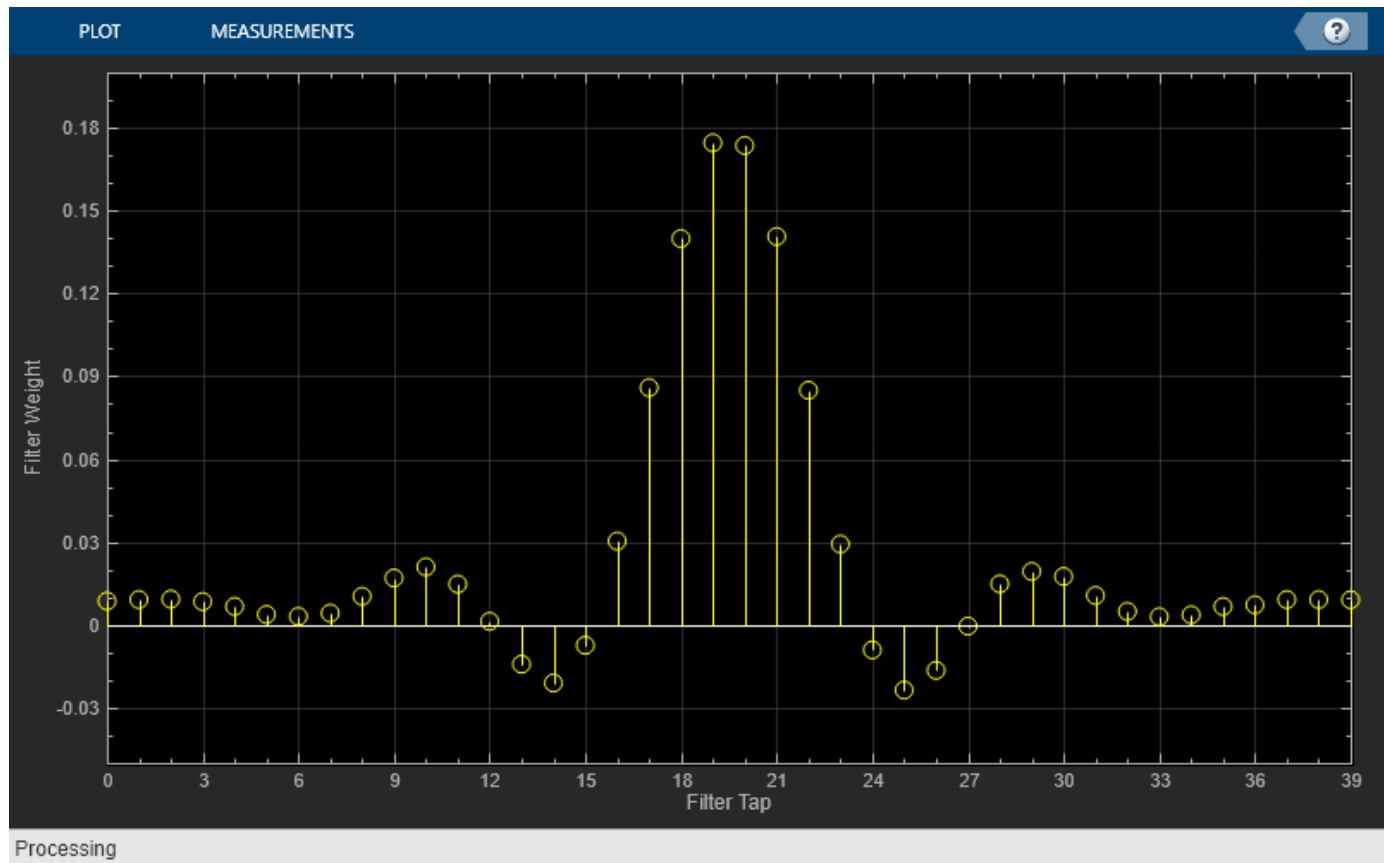 PLOT MEASUREMENTS ?
0.18
0.15
0.12
0.09
0.06
0.03
0
-0.03
Filter Weight
0 3 6 9 12 15 18 21 24 27 30 33 36 39
Filter Tap
Processing